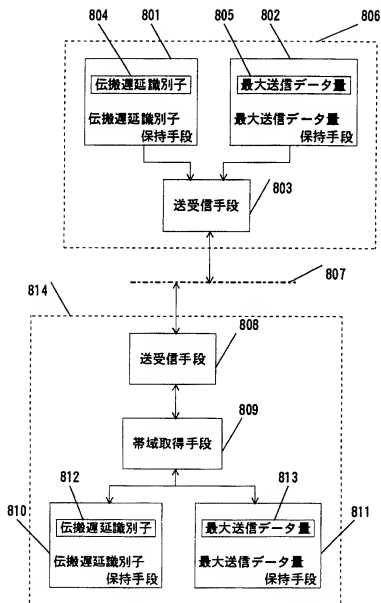 804
801
805
802
806
伝搬遅延識別子
伝搬遅延識別子
保持手段
最大送信データ量
最大送信データ量
保持手段
送受信手段
803
807
814
送受信手段
808
帯域取得手段
809
812
813
810
伝搬遅延識別子
伝搬遅延識別子
保持手段
最大送信データ量
最大送信データ量
保持手段
811